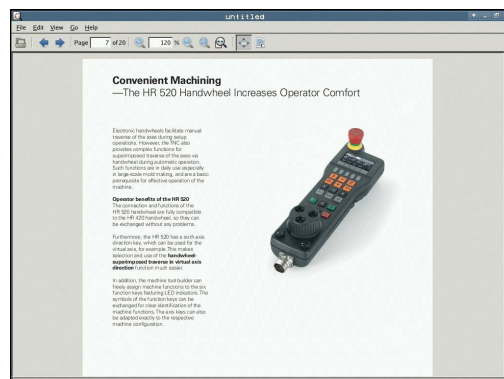 untitled
File Edit View Go Help
Page 7 of 20 120 %
Convenient Machining
—The HR 520 Handwheel Increases Operator Comfort
Electronic handwheels facilitate manual
traverse of the axes during setup
operations. However, the TNC also
provides complex functions for
superimposed traverse of the axes via
handwheel during automatic operation.
Such functions are in daily use especially
in large-scale mold making, and are a basic
prerequisite for effective operation of the
machine.
Operator benefits of the HR 520
The connection and functions of the
HR 520 handwheel are fully compatible
to the HR 420 handwheel, so they can
be exchanged without any problems.
Furthermore, the HR 520 has a sixth axis
direction key, which can be used for the
virtual axis, for example. This makes
selection and use of the handwheel-
superimposed traverse in virtual axis
direction function much easier.
In addition, the machine tool builder can
freely assign machine functions to the six
function keys featuring LED indicators. The
symbols of the function keys can be
exchanged for clear identification of the
machine functions. The axis keys can also
be adapted exactly to the respective
machine configuration.